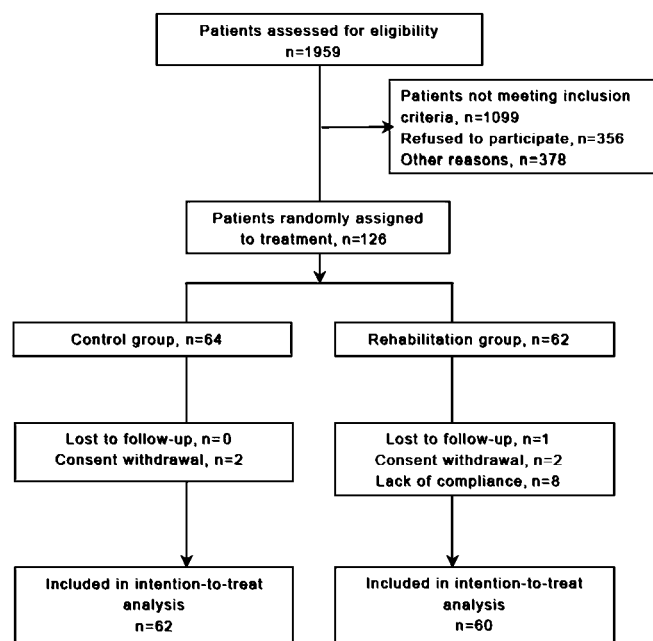 Patients assessed for eligibility
n=1959
Patients not meeting inclusion
criteria, n=1099
Refused to participate, n=356
Other reasons, n=378
Patients randomly assigned
to treatment, n=126
Control group, n=64
Rehabilitation group, n=62
Lost to follow-up, n=0
Consent withdrawal, n=2
Lost to follow-up, n=1
Consent withdrawal, n=2
Lack of compliance, n=8
Included in intention-to-treat
analysis
n=62
Included in intention-to-treat
analysis
n=60